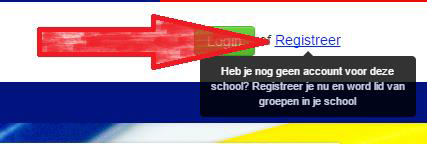 Login of Registreer
Heb je nog geen account voor deze
school? Registreer je nu en word lid van
groepen in je school